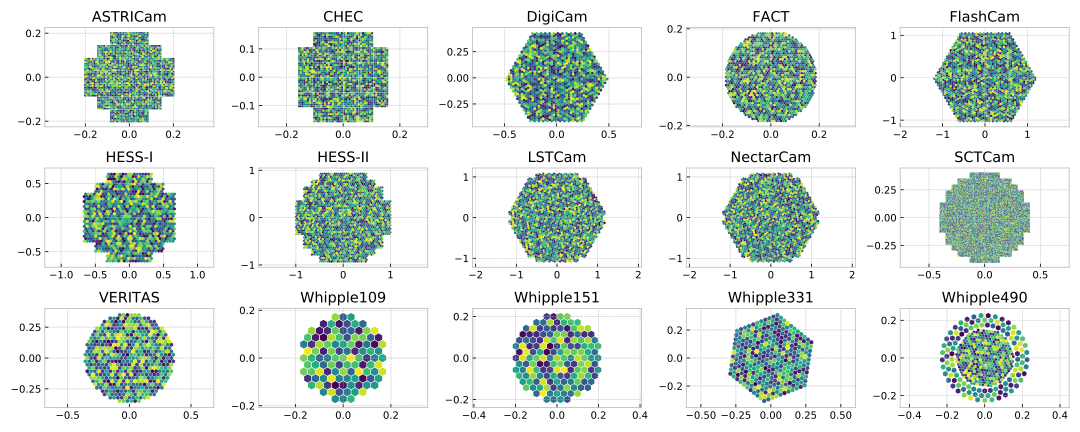 ASTRICam CHEC DigiCam FACT FlashCam
0.2 0.0 −0.2 −0.2 0.0 0.2
0.1 0.0 −0.1 −0.2 0.0 0.2
0.25 0.00 −0.25 −0.5 0.0 0.5
0.2 0.0 −0.2 −0.2 0.0 0.2
1 0 −1 −2 −1 0 1
HESS-I HESS-II LSTCam NectarCam SCTCam
0.5 0.0 −0.5 −1.0 −0.5 0.0 0.5 1.0
1 0 −1 −1 0 1
1 0 −1 −2 −1 0 1 2
1 0 −1 −2 −1 0 1 2
0.25 0.00 −0.25 −0.5 0.0 0.5
VERITAS Whipple109 Whipple151 Whipple331 Whipple490
0.25 0.00 −0.25 −0.5 0.0 0.5
0.2 0.0 −0.2 −0.2 0.0 0.2
0.2 0.0 −0.2 −0.4 −0.2 0.0 0.2 0.4
0.2 0.0 −0.2 −0.50 −0.25 0.00 0.25 0.50
0.2 0.0 −0.2 −0.4 −0.2 0.0 0.2 0.4